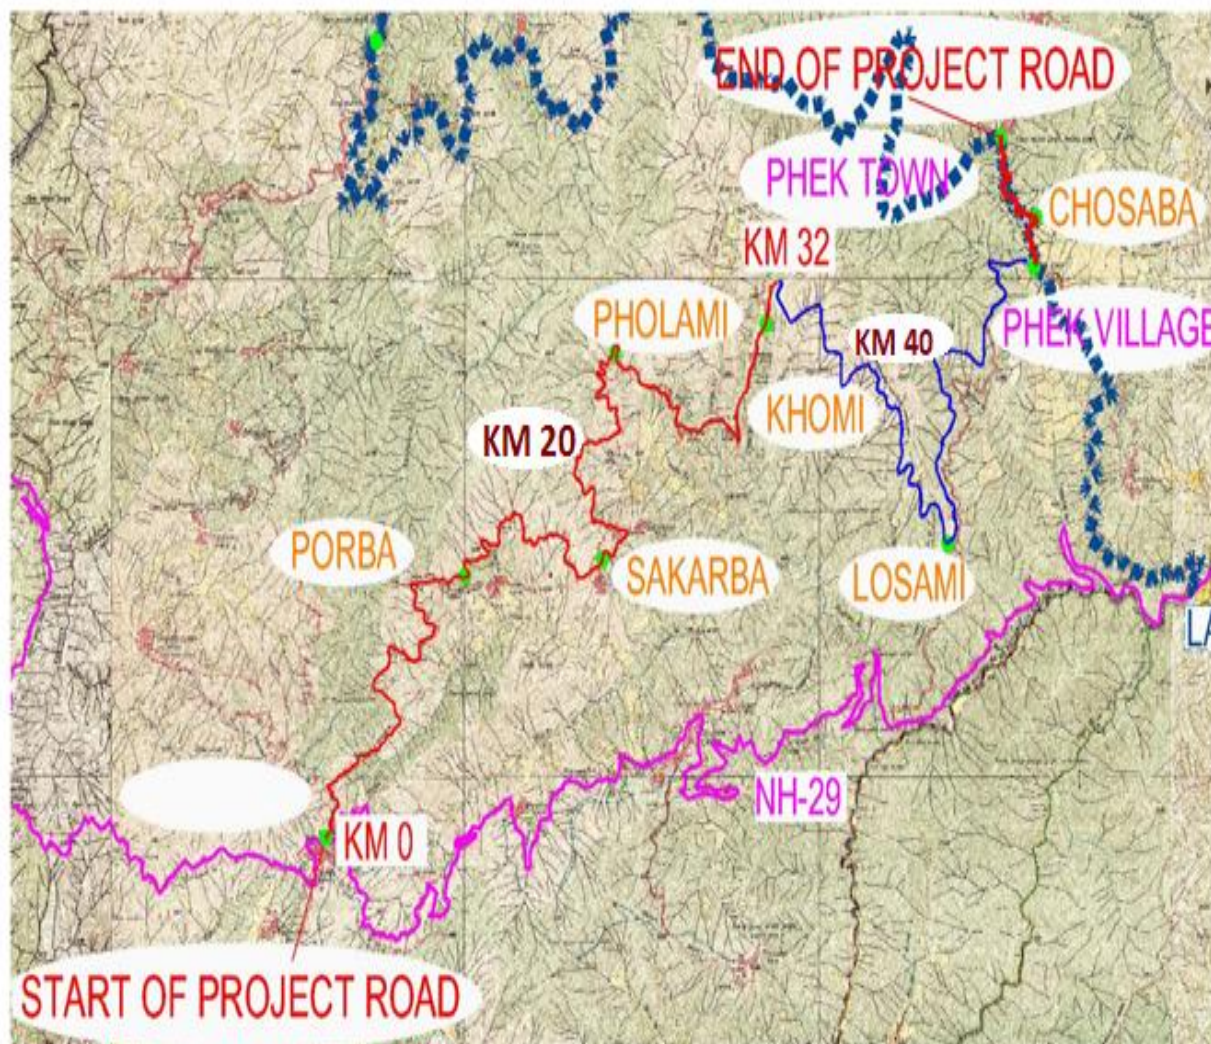 END OF PROJECT ROAD
PHEK TOWN
CHOSABA
KM 32
PHOLAMI
PHEK VILLAGE
KM 40
KHOMI
KM 20
PORBA
SAKARBA
LOSAMI
LA
NH-29
KM 0
START OF PROJECT ROAD